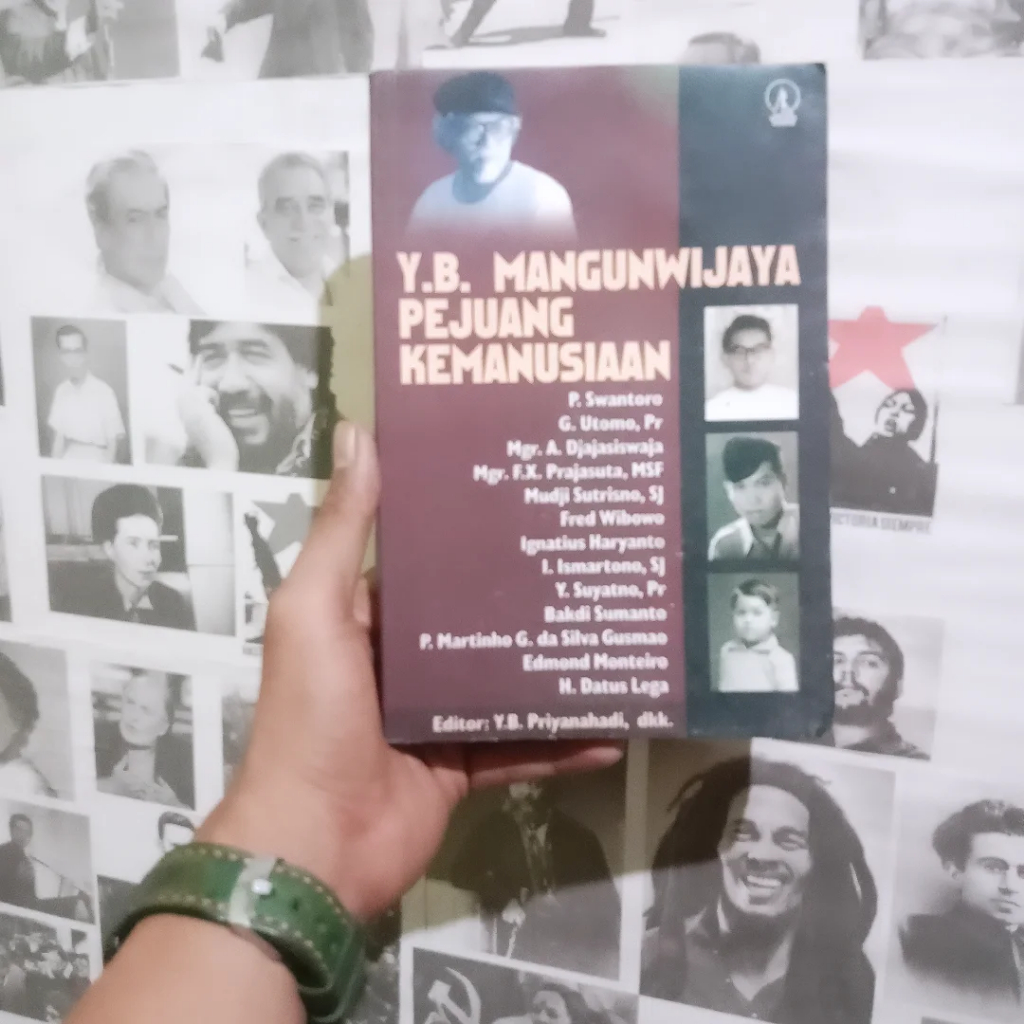 Y.B. MANGUNWIJAYA
PEJUANG
KEMANUSIAAN
P. Swantoro
G. Utomo, Pr
Mgr. A. Djajasiswaja
Mgr. F.X. Prajasuta, MSF
Mudji Sutrisno, SJ
Fred Wibowo
Ignatius Haryanto
I. Ismartono, SJ
Y. Suyatno, Pr
Bakdi Sumanto
P. Martinho G. da Silva Gusmao
Edmond Monteiro
H. Datus Lega
Editor: Y.B. Priyanahadi, dkk.
SIEMPRE